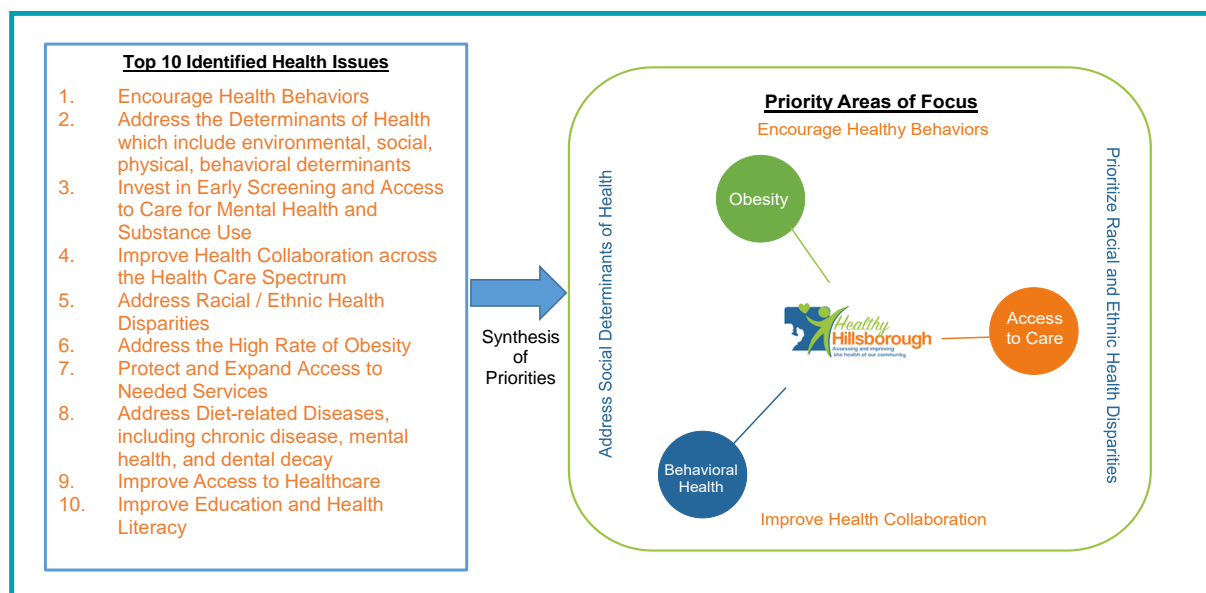 Top 10 Identified Health Issues
1. Encourage Health Behaviors
2. Address the Determinants of Health
which include environmental, social,
physical, behavioral determinants
3. Invest in Early Screening and Access
to Care for Mental Health and
Substance Use
4. Improve Health Collaboration across
the Health Care Spectrum
5. Address Racial / Ethnic Health
Disparities
6. Address the High Rate of Obesity
7. Protect and Expand Access to
Needed Services
8. Address Diet-related Diseases,
including chronic disease, mental
health, and dental decay
9. Improve Access to Healthcare
10. Improve Education and Health
Literacy
Synthesis
of
Priorities
Priority Areas of Focus
Encourage Healthy Behaviors
Address Social Determinants of Health
Obesity
Healthy
Hillsborough
Assessing and improving
the health of our community
Access
to Care
Behavioral
Health
Prioritize Racial and Ethnic Health Disparities
Improve Health Collaboration